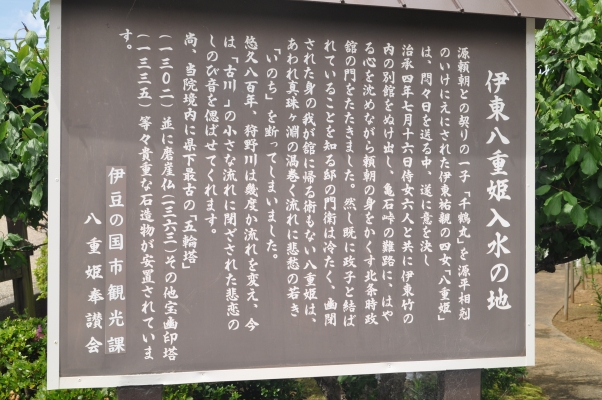 伊東八重姫入水の地
源頼朝との契りの一子「千鶴丸」を源平相剋
のいけにえにされた伊東祐親の四女「八重姫」
は、悶々日を送る中、遂に意を決し
治承四年七月十六日侍女六人と共に伊東竹の
内の別館をぬけ出し、亀石峠の難路に、はや
る心を沈めながら頼朝の身をかくす北条時政
館の門をたたきました。然し既に政子と結ば
れていることを知る邸の門衛は冷たく、幽閉
された身の我が館に帰る術もない八重姫は、
あわれ真珠ヶ淵の渦巻く流れに悲恋の若き
「いのち」を断ってしまいました。
悠久八百年、狩野川は幾度か流れを変え、今
は「古川」の小さな流れに閉ざされた悲恋の
しのび音を偲ばせてくれます。
尚、当院境内に県下最古の「五輪塔」
(一三〇二)並に磨崖仏(一三六三)その他宝画印塔
(一三三五)等々貴重な石造物が安置されていま
す。
伊豆の国市観光課
八重姫奉讃会